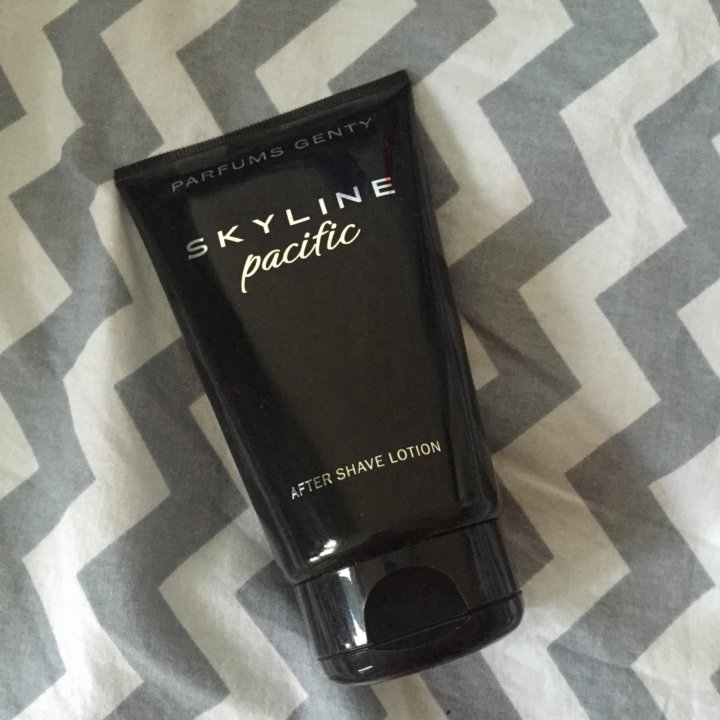 PARFUMS GENTY
SKYLINE
pacific
AFTER SHAVE LOTION